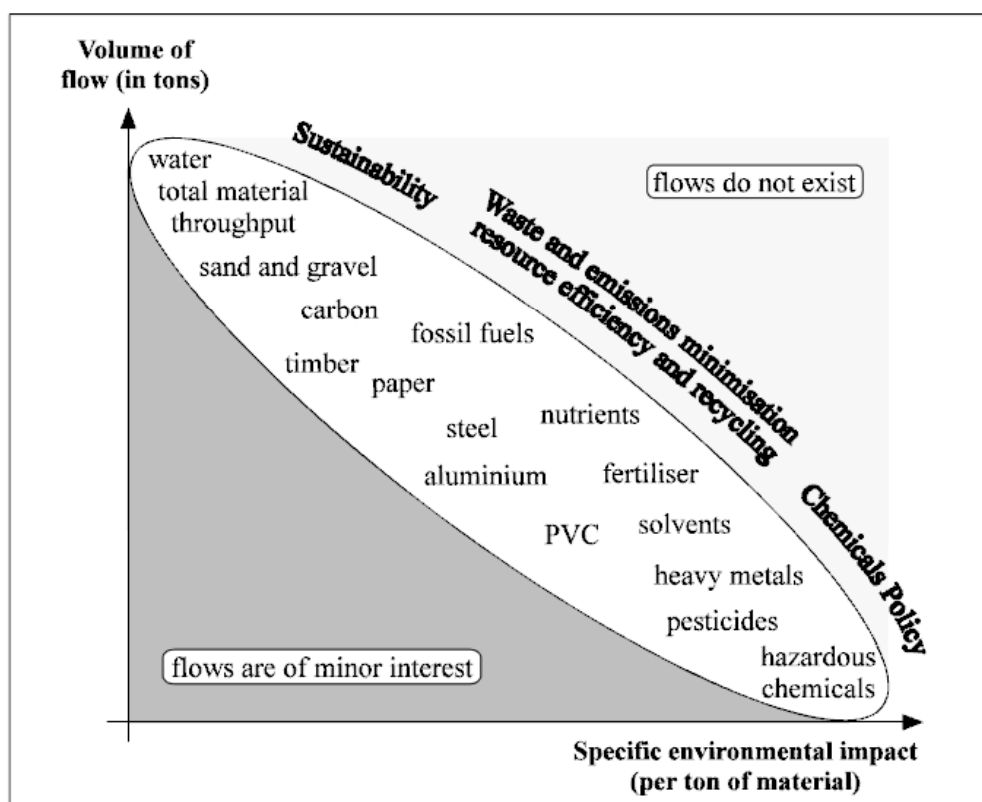 Volume of
flow (in tons)
Sustainability
Waste and emissions minimisation
resource efficiency and recycling
Chemicals Policy
flows do not exist
water
total material
throughput
sand and gravel
carbon
fossil fuels
timber
paper
nutrients
steel
aluminium
fertiliser
PVC
solvents
heavy metals
pesticides
hazardous
chemicals
flows are of minor interest
Specific environmental impact
(per ton of material)